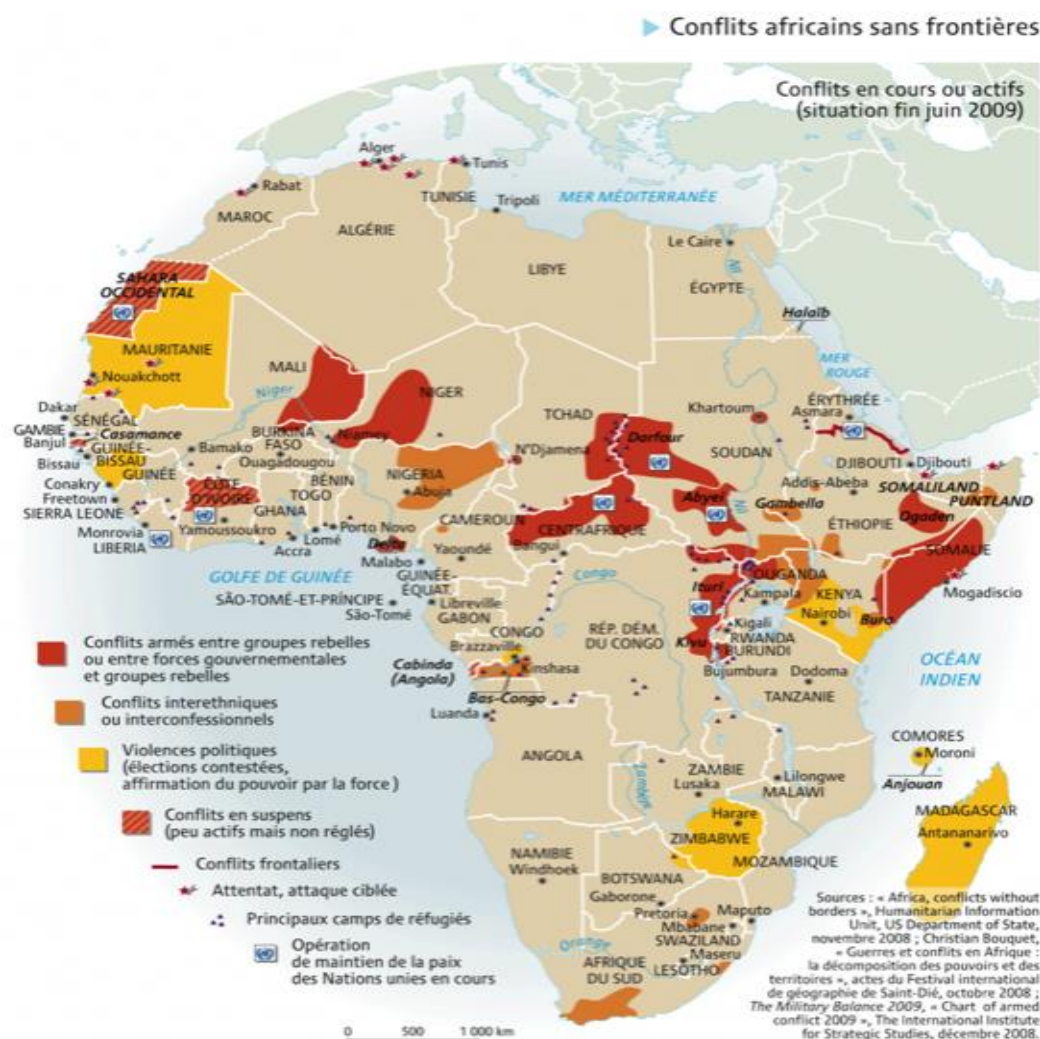 Conflits africains sans frontières
Conflits en cours ou actifs
(situation fin juin 2009)
Alger
Tunis
Rabat
TUNISIE
Tripoli
MER MÉDITERRANÉE
MAROC
ALGÉRIE
Le Caire
LIBYE
Nil
ÉGYPTE
SAHARA
OCCIDENTAL
Halaïb
MAURITANIE
MALI
MER
ROUGE
Nouakchott
Niger
NIGER
Dakar
SÉNÉGAL
TCHAD
Khartoum
ÉRYTHRÉE
Asmara
GAMBIE
Banjul
Casamance
BURKINA
FASO
Niamey
N'Djamena
Darfour
SOUDAN
GUINÉE-
BISSAU
Bissau
Bamako
Ouagadougou
DJIBOUTI
Djibouti
GUINÉE
BÉNIN
NIGERIA
Addis-Abeba
SOMALILAND
Conakry
CÔTE
D'IVOIRE
TOGO
Abuja
Abyei
Nil
Gambella
PUNTLAND
Freetown
SIERRA LEONE
GHANA
CAMEROUN
CENTRAFRIQUE
ÉTHIOPIE
Ogaden
Monrovia
LIBERIA
Yamoussoukro
Lomé
Porto Novo
Delta
Bangui
SOMALIE
Accra
Malabo
Yaoundé
GOLFE DE GUINÉE
GUINÉE-
ÉQUAT.
Congo
Ituri
OUGANDA
Kampala
KENYA
Mogadiscio
SÃO-TOMÉ-ET-PRÍNCIPE
São-Tomé
Libreville
GABON
Nairobi
Buro
CONGO
RÉP. DÉM.
DU CONGO
Kigali
RWANDA
Kivu
BURUNDI
Brazzaville
Kinshasa
Bujumbura
Dodoma
OCÉAN
INDIEN
Cabinda
(Angola)
Bas-Congo
TANZANIE
Luanda
COMORES
Moroni
Anjouan
ANGOLA
ZAMBIE
Lusaka
Zambèze
Lilongwe
MALAWI
MADAGASCAR
Antananarivo
Harare
ZIMBABWE
MOZAMBIQUE
NAMIBIE
Windhoek
BOTSWANA
Gaborone
Pretoria
Maputo
Mbabane
SWAZILAND
Orange
Maseru
AFRIQUE
DU SUD
LESOTHO
Conflits armés entre groupes rebelles
ou entre forces gouvernementales
et groupes rebelles
Conflits interethniques
ou interconfessionnels
Violences politiques
(élections contestées,
affirmation du pouvoir par la force)
Conflits en suspens
(peu actifs mais non réglés)
Conflits frontaliers
Attentat, attaque ciblée
Principaux camps de réfugiés
Opération
de maintien de la paix
des Nations unies en cours
0 500 1 000 km
Sources : « Africa, conflicts without
borders », Humanitarian Information
Unit, US Department of State,
novembre 2008 ; Christian Bouquet,
« Guerres et conflits en Afrique :
la décomposition des pouvoirs et des
territoires », actes du Festival international
de géographie de Saint-Dié, octobre 2008 ;
The Military Balance 2009, « Chart of armed
conflict 2009 », The International Institute
for Strategic Studies, décembre 2008.